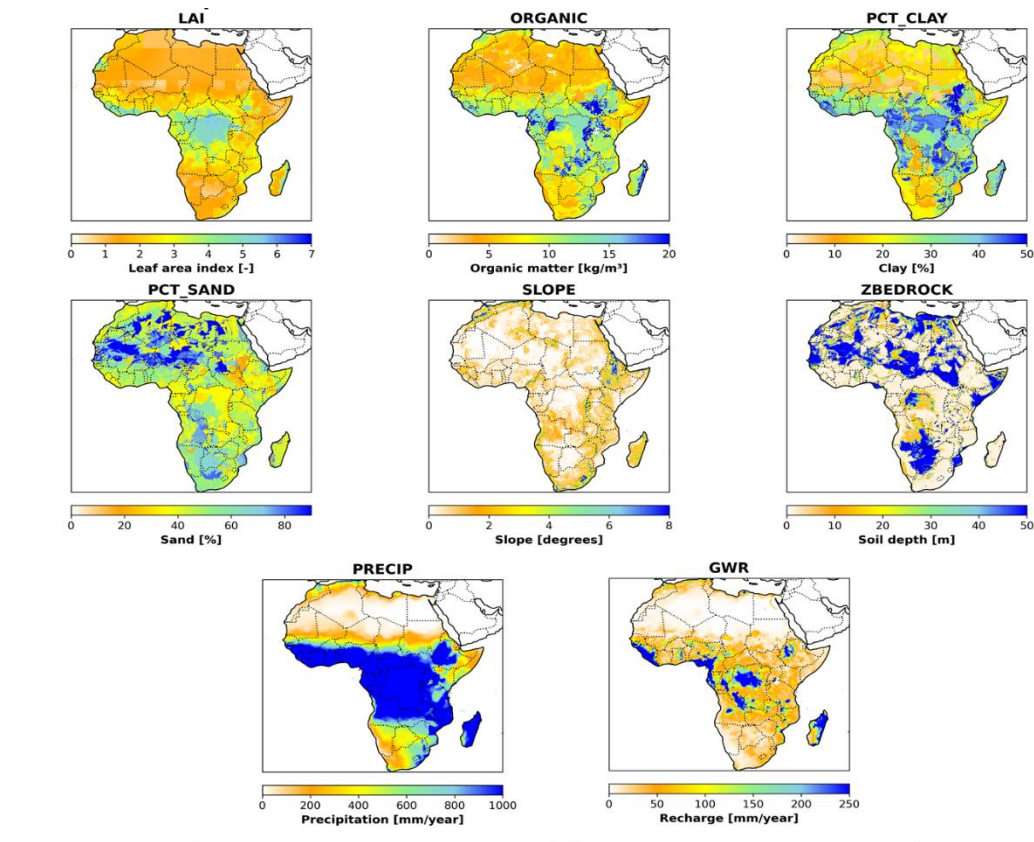 LAI
ORGANIC
PCT_CLAY
0 1 2 3 4 5 6 7
Leaf area index [-]
0 5 10 15 20
Organic matter [kg/m³]
0 10 20 30 40 50
Clay [%]
PCT_SAND
SLOPE
ZBEDROCK
0 20 40 60 80
Sand [%]
0 2 4 6 8
Slope [degrees]
0 10 20 30 40 50
Soil depth [m]
PRECIP
GWR
0 200 400 600 800 1000
Precipitation [mm/year]
0 50 100 150 200 250
Recharge [mm/year]